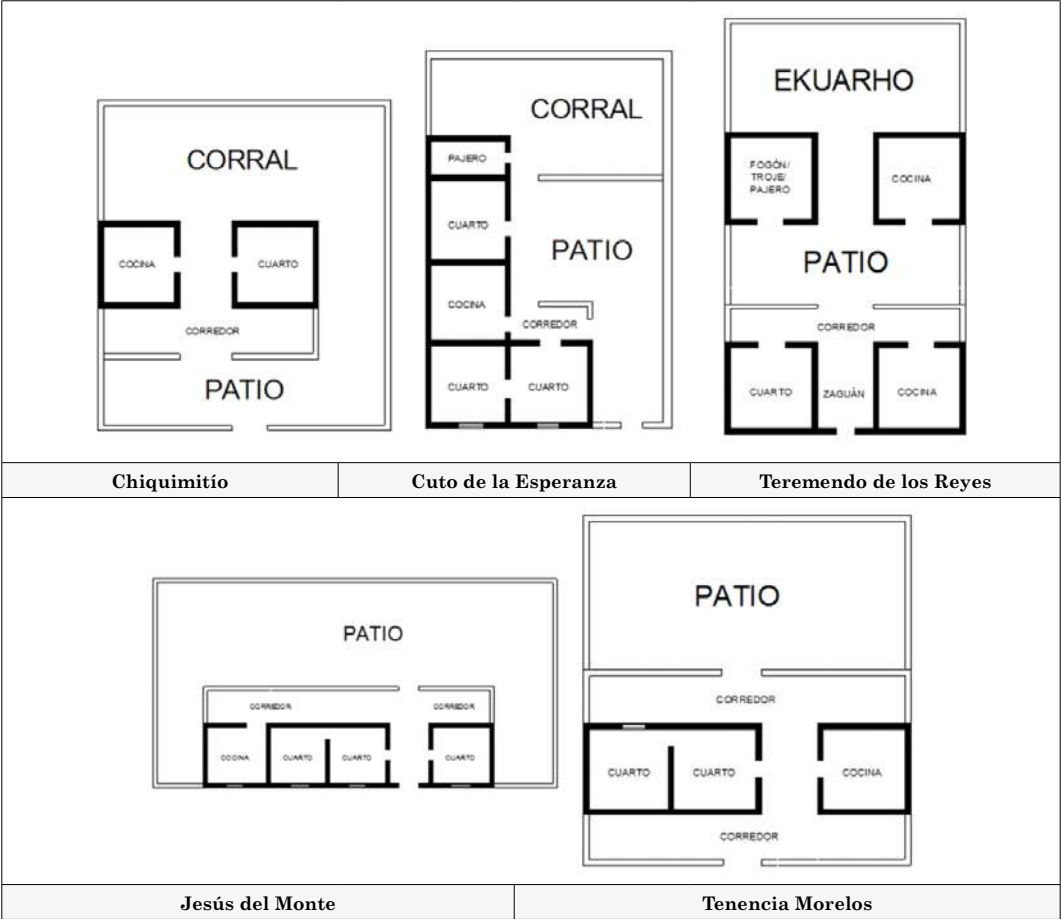 CORRAL
COCINA
CUARTO
CORREDOR
PATIO
CORRAL
PAJERO
CUARTO
PATIO
COCINA
CORREDOR
CUARTO
CUARTO
EKUARHO
FOGÓN/
TROJE/
PAJERO
COCINA
PATIO
CORREDOR
CUARTO
ZAGUÁN
COCINA
Chiquimitío
Cuto de la Esperanza
Teremendo de los Reyes
PATIO
CORREDOR
CORREDOR
COCINA
CUARTO
CUARTO
CUARTO
PATIO
CORREDOR
CUARTO
CUARTO
COCINA
CORREDOR
Jesús del Monte
Tenencia Morelos